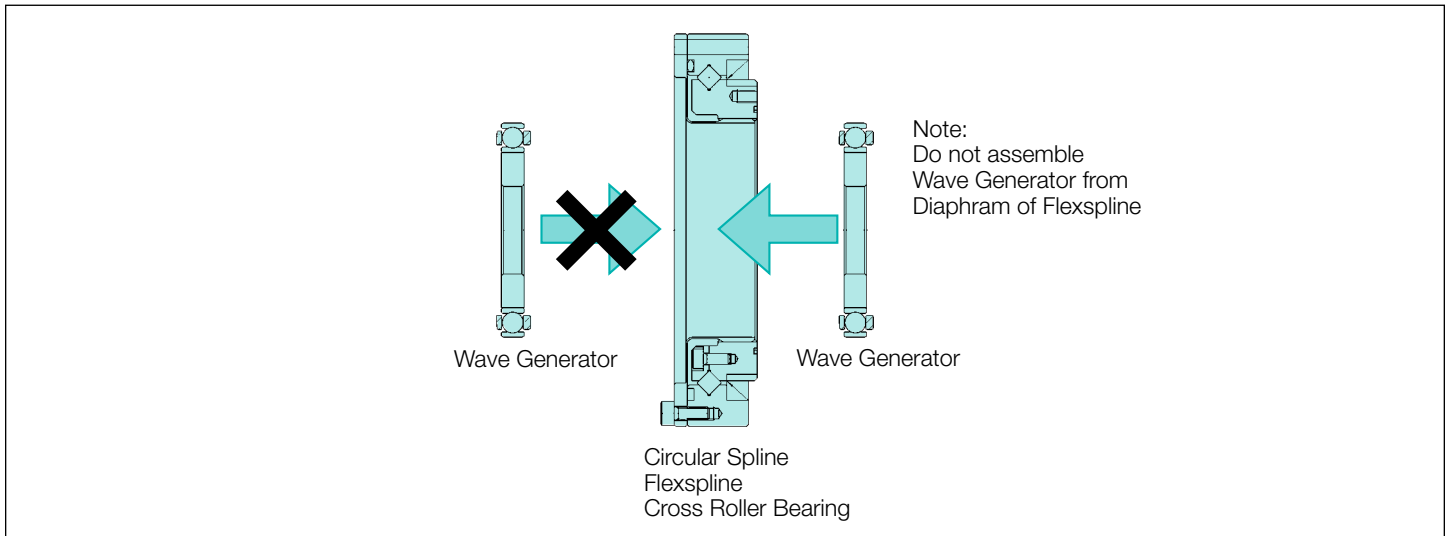 Note:
Do not assemble
Wave Generator from
Diaphram of Flexspline
Wave Generator
Wave Generator
Circular Spline
Flexspline
Cross Roller Bearing